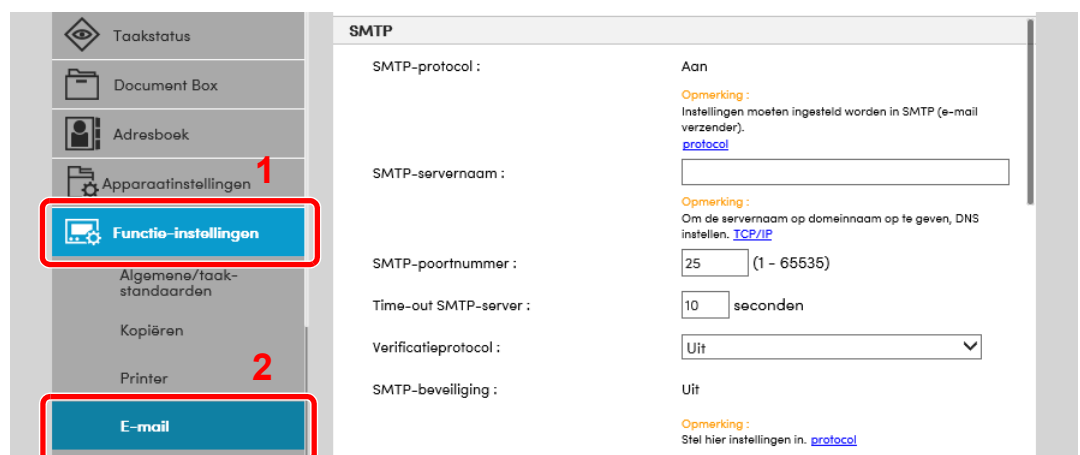 Taakstatus
Document Box
Adresboek
1
Apparaatinstellingen
Functie-instellingen
Algemene/taak-
standaarden
Kopiëren
Printer
2
E-mail
SMTP
SMTP-protocol :
Aan
Opmerking :
Instellingen moeten ingesteld worden in SMTP (e-mail
verzender).
protocol
SMTP-servernaam :
Opmerking :
Om de servernaam op domeinnaam op te geven, DNS
instellen. TCP/IP
SMTP-poortnummer :
25 (1 - 65535)
Time-out SMTP-server :
10 seconden
Verificatieprotocol :
Uit
SMTP-beveiliging :
Uit
Opmerking :
Stel hier instellingen in. protocol